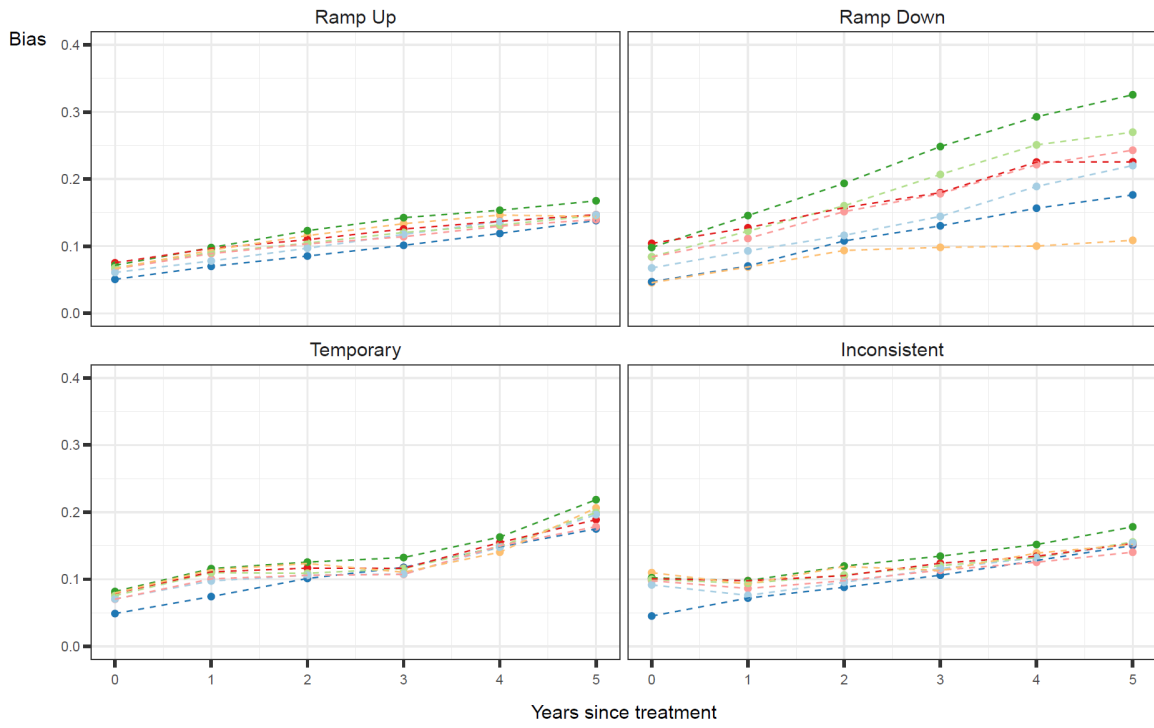 Ramp Up
Ramp Down
Bias
0.4
0.3
0.2
0.1
0.0
Temporary
Inconsistent
0.4
0.3
0.2
0.1
0.0
0 1 2 3 4 5 0 1 2 3 4 5
Years since treatment